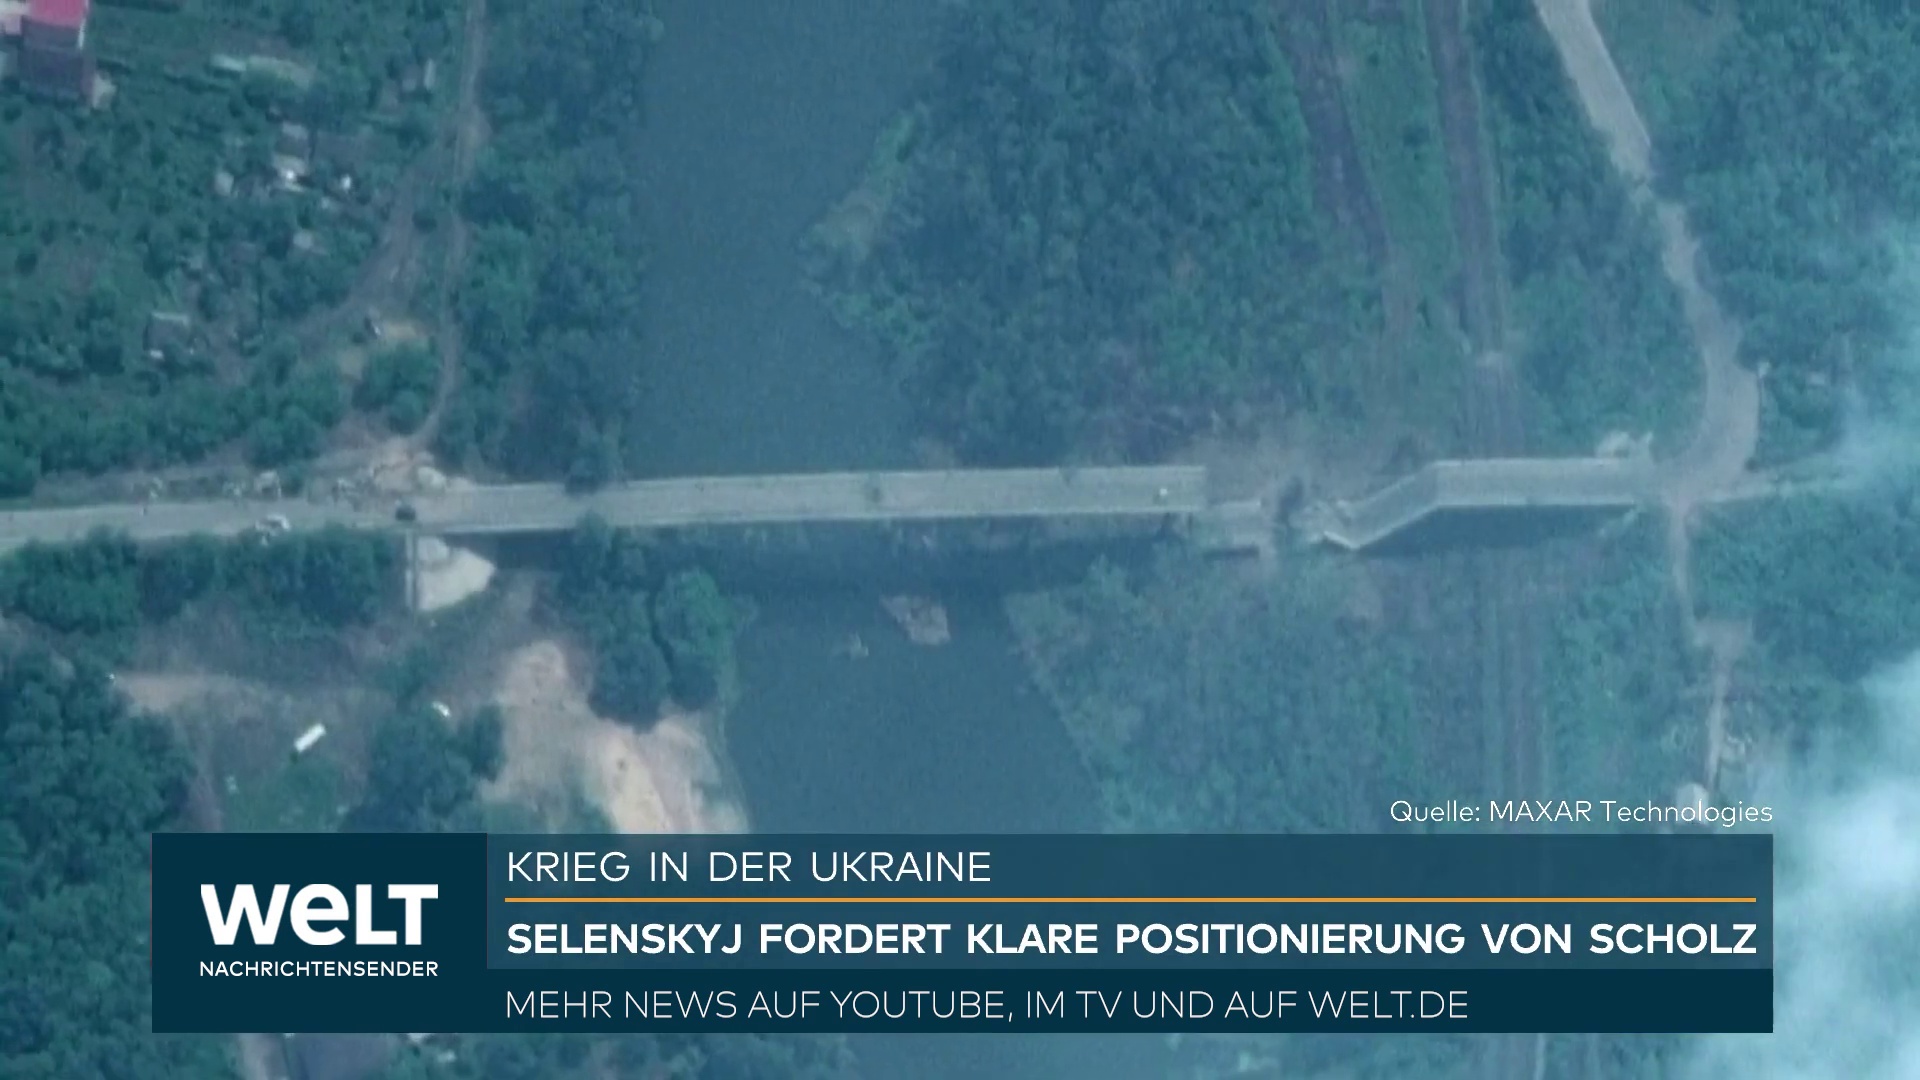 Quelle: MAXAR Technologies
KRIEG IN DER UKRAINE
SELENSKYJ FORDERT KLARE POSITIONIERUNG VON SCHOLZ
WELT
NACHRICHTENSENDER
MEHR NEWS AUF YOUTUBE, IM TV UND AUF WELT.DE